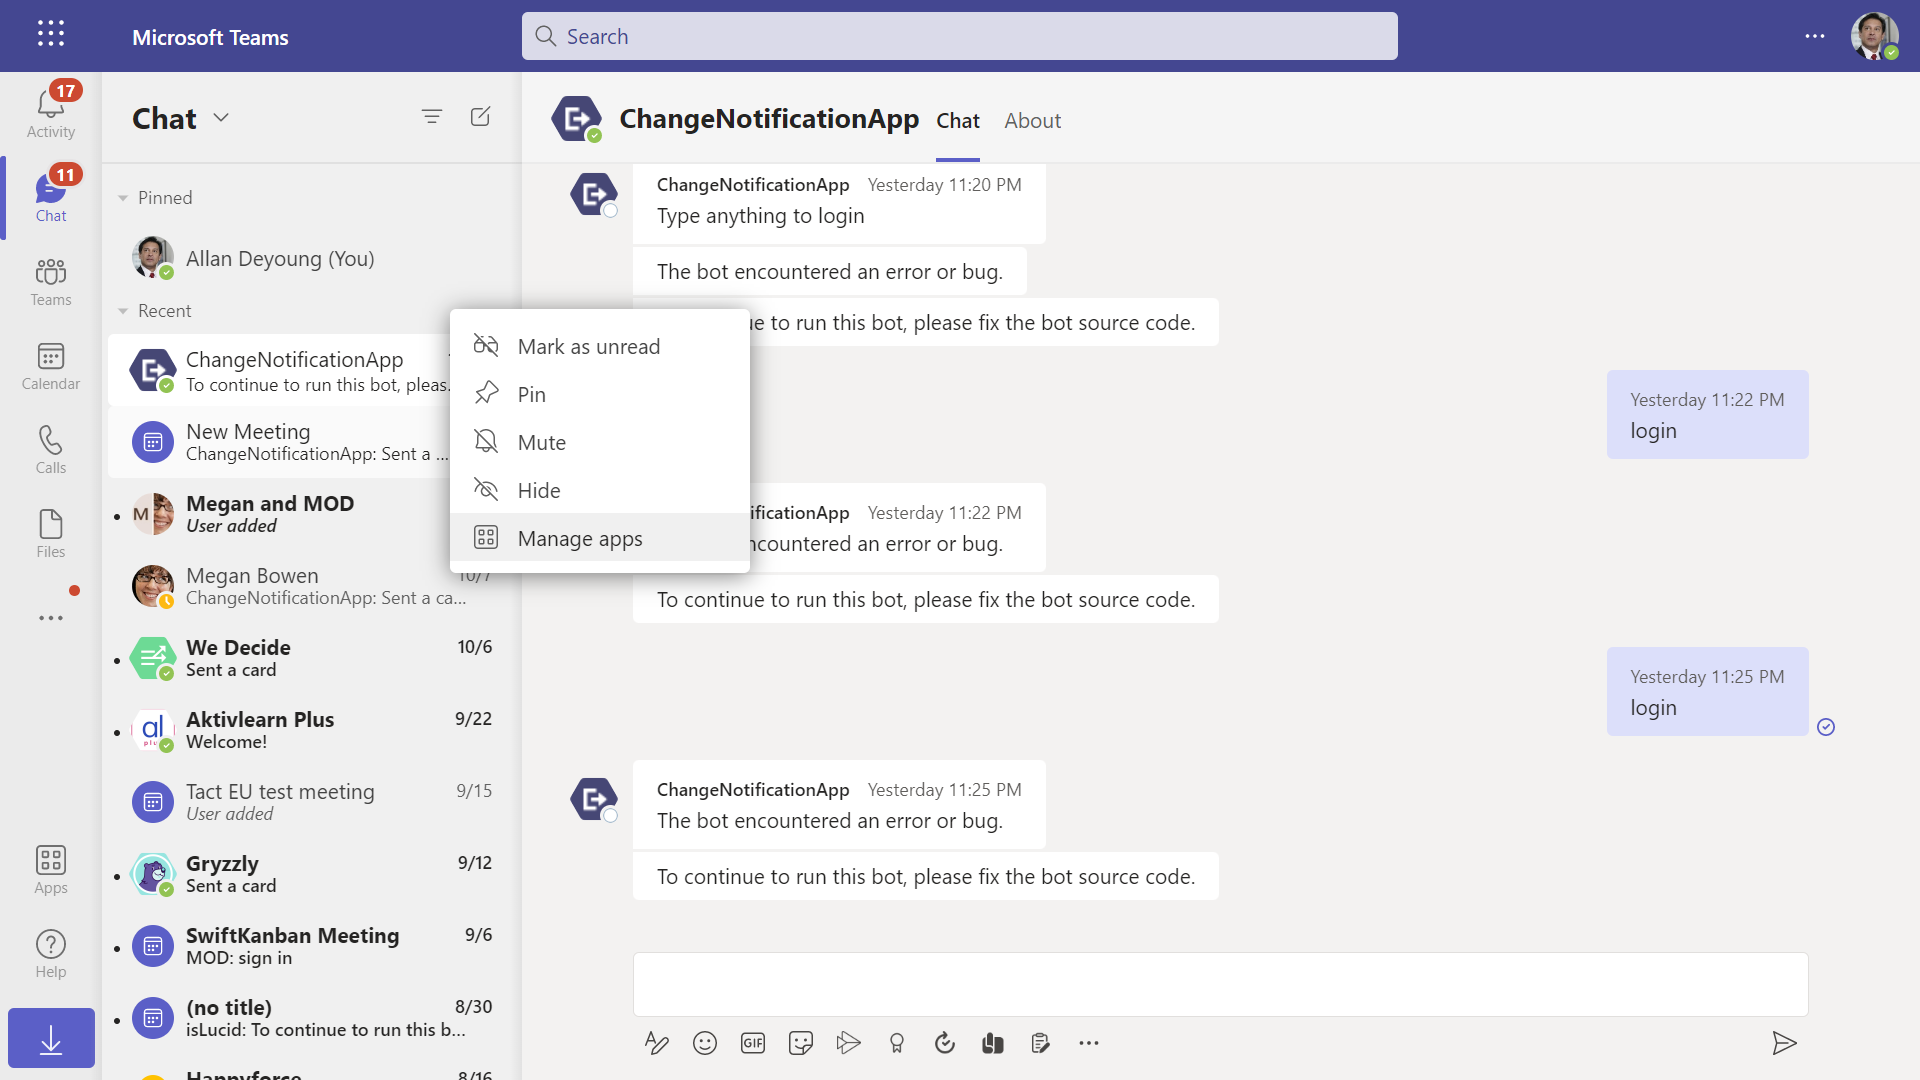 Microsoft Teams
Search
17
Activity
11
Chat
Teams
Calendar
Calls
Files
Apps
Help
Chat
Pinned
Allan Deyoung (You)
Recent
ChangeNotificationApp
To continue to run this bot, pleas...
New Meeting
ChangeNotificationApp: Sent a ...
M
Megan and MOD
User added
Megan Bowen
10/7
ChangeNotificationApp: Sent a ca...
We Decide
10/6
Sent a card
al
Aktivlearn Plus
9/22
Welcome!
Tact EU test meeting
9/15
User added
Gryzzly
9/12
Sent a card
SwiftKanban Meeting
9/6
MOD: sign in
(no title)
8/30
isLucid: To continue to run this b...
Happyforce
8/16
Mark as unread
Pin
Mute
Hide
Manage apps
ChangeNotificationApp
Chat
About
ChangeNotificationApp Yesterday 11:20 PM
Type anything to login
The bot encountered an error or bug.
ue to run this bot, please fix the bot source code.
Yesterday 11:22 PM
login
ificationApp Yesterday 11:22 PM
ncountered an error or bug.
To continue to run this bot, please fix the bot source code.
Yesterday 11:25 PM
login
ChangeNotificationApp Yesterday 11:25 PM
The bot encountered an error or bug.
To continue to run this bot, please fix the bot source code.
GIF